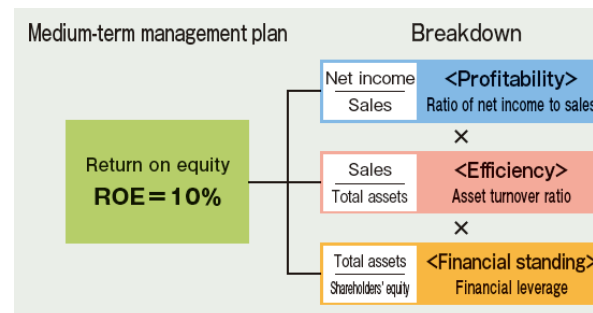 Medium-term management plan
Breakdown
Return on equity
ROE=10%
Net income
Sales
<Profitability>
Ratio of net income to sales
×
Sales
Total assets
<Efficiency>
Asset turnover ratio
×
Total assets
Shareholders' equity
<Financial standing>
Financial leverage